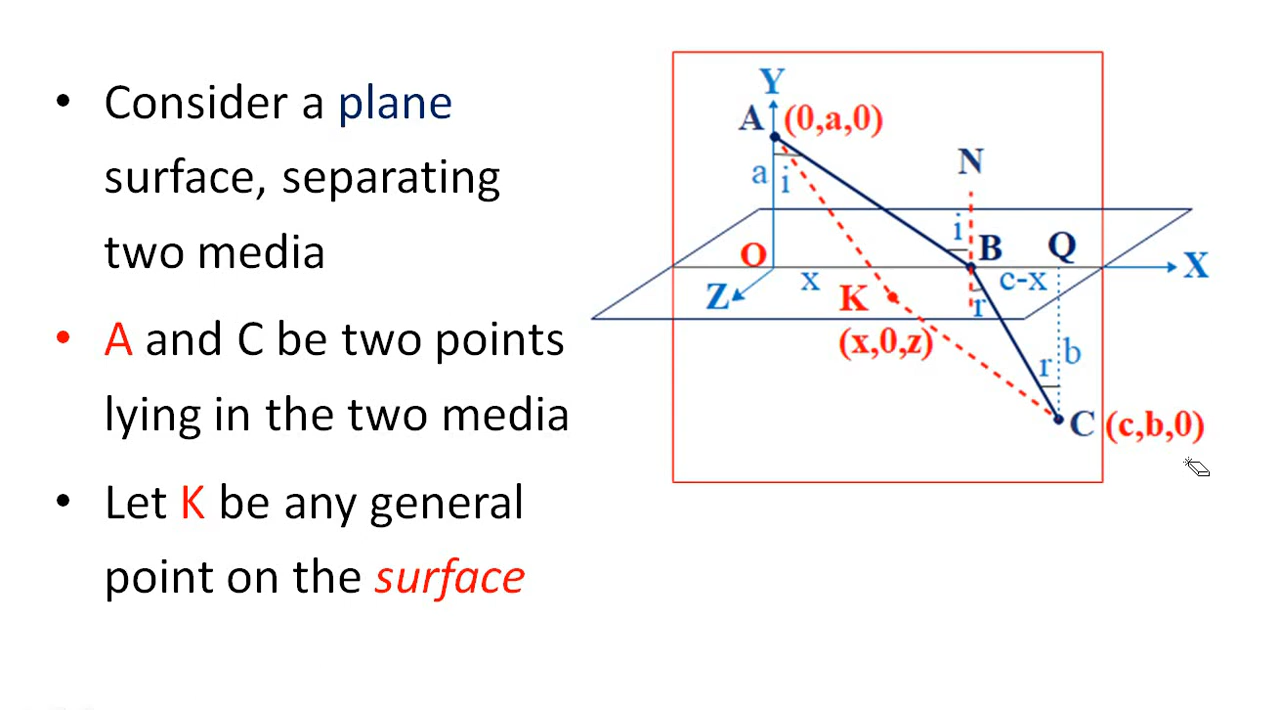 • Consider a plane
surface, separating
two media
• A and C be two points
lying in the two media
• Let K be any general
point on the surface
Y
A (0,a,0)
N
a i
i
B
Q
O
X
x
c-x
Z
K
r
(x,0,z)
r
b
C (c,b,0)